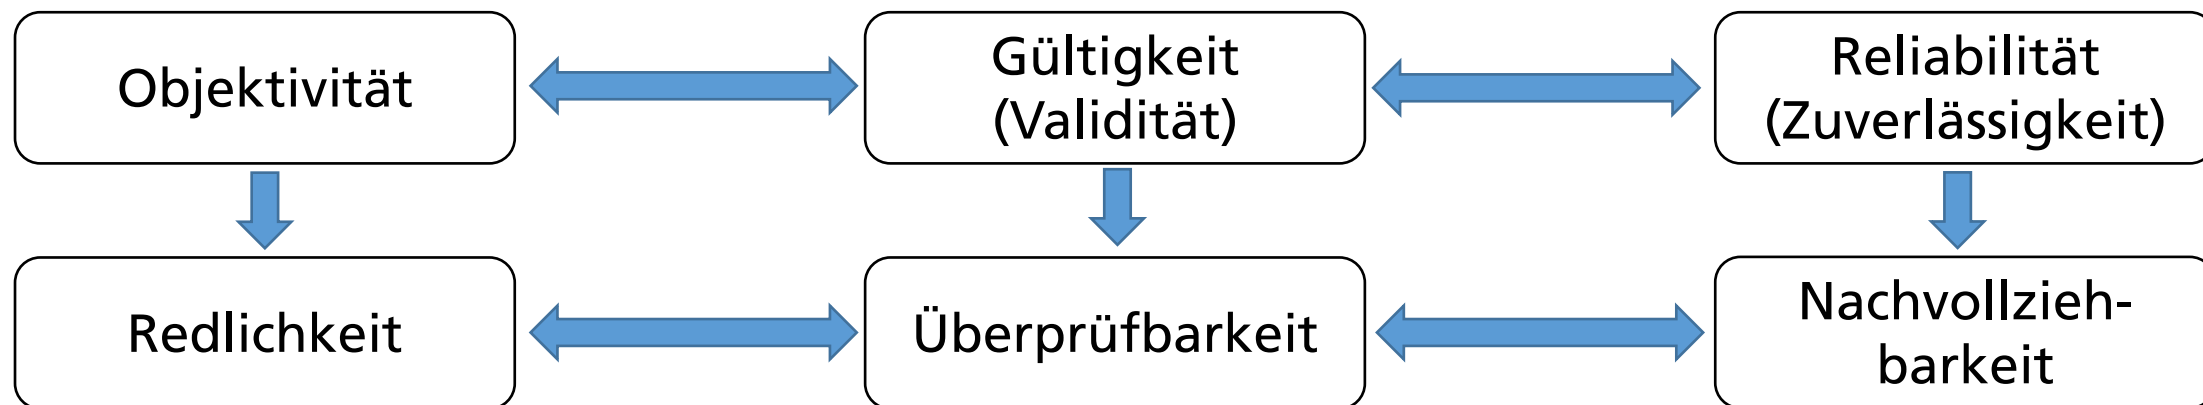 Objektivität
Gültigkeit
(Validität)
Reliabilität
(Zuverlässigkeit)
Redlichkeit
Überprüfbarkeit
Nachvollzieh-
barkeit